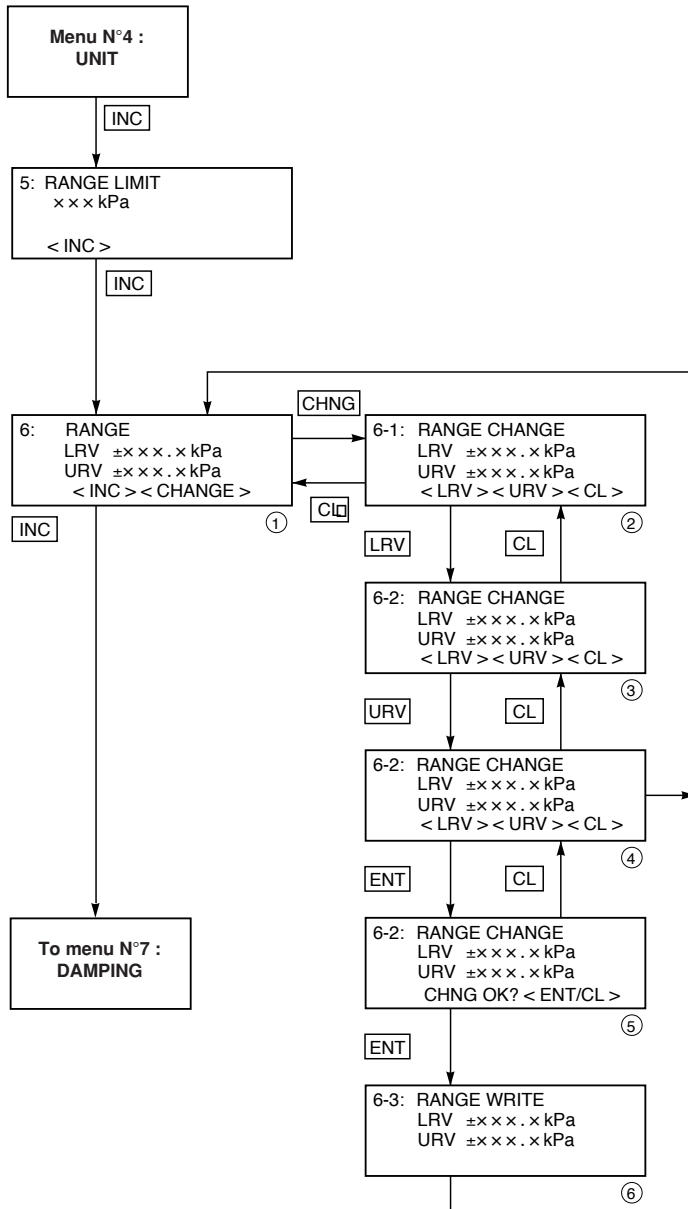 Menu N°4 :
UNIT
INC
5: RANGE LIMIT
×××kPa
< INC >
INC
CHNG
6: RANGE
LRV ±×××.×kPa
URV ±×××.×kPa
< INC >< CHANGE >
①
6-1: RANGE CHANGE
LRV ±×××.×kPa
URV ±×××.×kPa
< LRV >< URV >< CL >
②
CL
INC
LRV
CL
6-2: RANGE CHANGE
LRV ±×××.×kPa
URV ±×××.×kPa
< LRV >< URV >< CL >
③
URV
CL
6-2: RANGE CHANGE
LRV ±×××.×kPa
URV ±×××.×kPa
< LRV >< URV >< CL >
④
ENT
CL
6-2: RANGE CHANGE
LRV ±×××.×kPa
URV ±×××.×kPa
CHNG OK? < ENT/CL >
⑤
To menu N°7 :
DAMPING
ENT
6-3: RANGE WRITE
LRV ±×××.×kPa
URV ±×××.×kPa
⑥